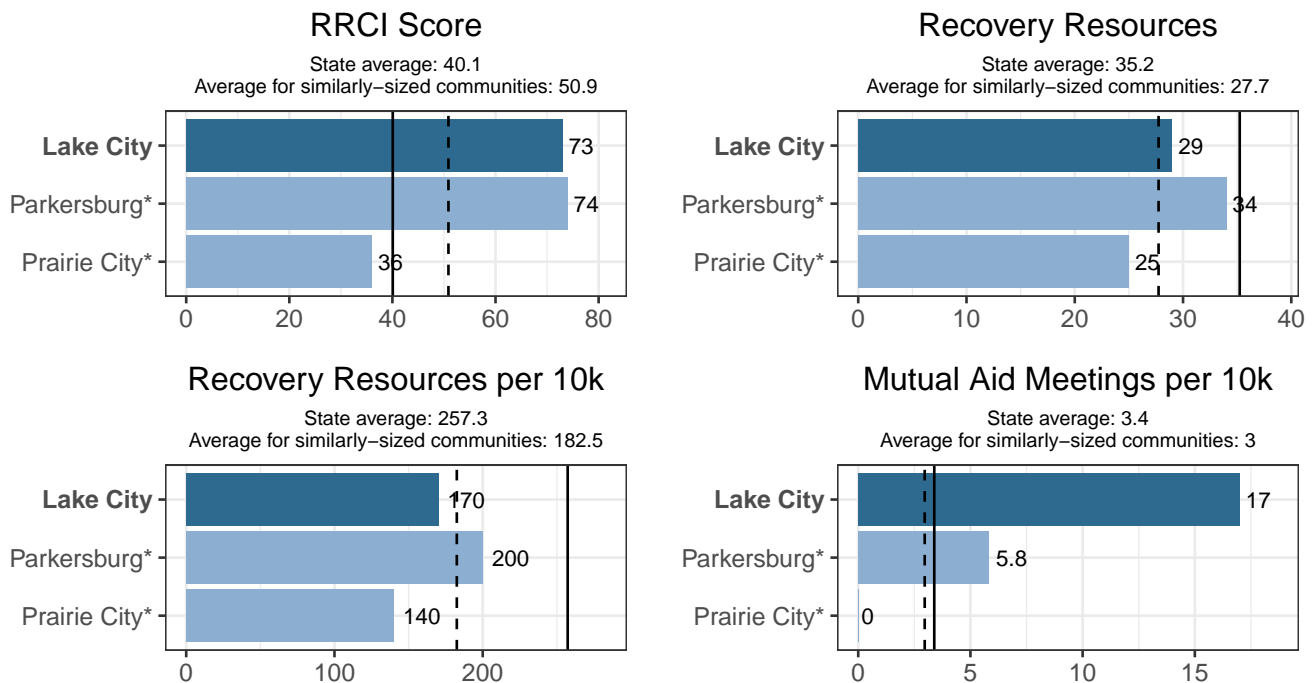 RRCI Score
State average: 40.1
Average for similarly−sized communities: 50.9
Lake City
73
Parkersburg*
74
Prairie City*
36
0 20 40 60 80
Recovery Resources
State average: 35.2
Average for similarly−sized communities: 27.7
Lake City
29
Parkersburg*
34
Prairie City*
25
0 10 20 30 40
Recovery Resources per 10k
State average: 257.3
Average for similarly−sized communities: 182.5
Lake City
170
Parkersburg*
200
Prairie City*
140
0 100 200
Mutual Aid Meetings per 10k
State average: 3.4
Average for similarly−sized communities: 3
Lake City
17
Parkersburg*
5.8
Prairie City*
0
0 5 10 15